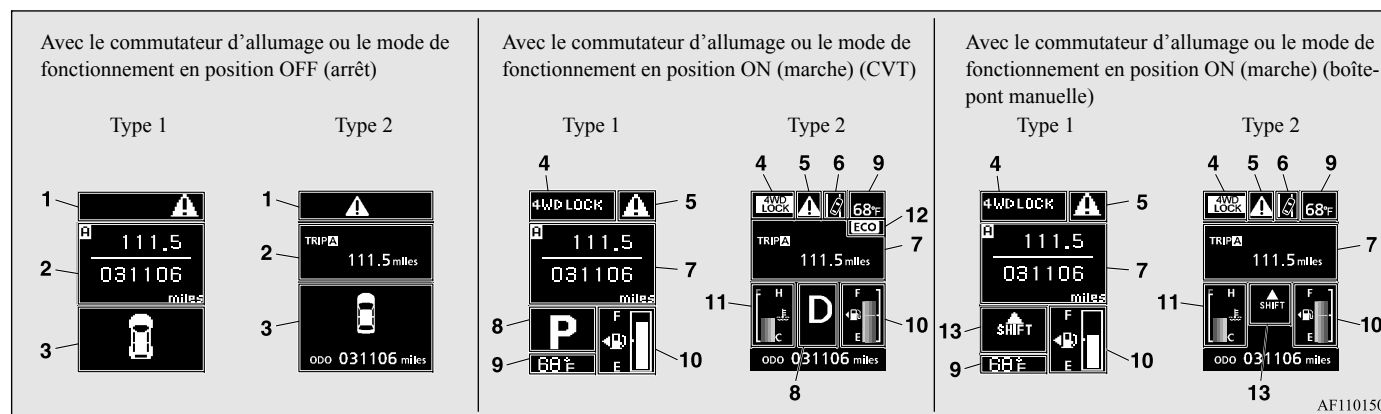 Avec le commutateur d'allumage ou le mode de
fonctionnement en position OFF (arrêt)
Type 1
Type 2
1
A
111.5
2
031106
miles
3
1
TRIP A
2
111.5 miles
3
ODO 031106 miles
Avec le commutateur d'allumage ou le mode de
fonctionnement en position ON (marche) (CVT)
Type 1
Type 2
4
4WD LOCK
5
A
111.5
031106
7
miles
8
P
F
E
9
68°F
10
4 5 6 9
4WD
LOCK
68°F
ECO
12
TRIP A
7
111.5 miles
11
F H
C
D
F
E
10
ODO 031106 miles
8
Avec le commutateur d'allumage ou le mode de
fonctionnement en position ON (marche) (boîte-
pont manuelle)
Type 1
Type 2
4
4WD LOCK
5
A
111.5
031106
7
miles
13
SHIFT
F
E
9
68°F
10
4 5 6 9
4WD
LOCK
68°F
TRIP A
7
111.5 miles
11
F H
C
SHIFT
F
E
10
ODO 031106 miles
13
AF110150